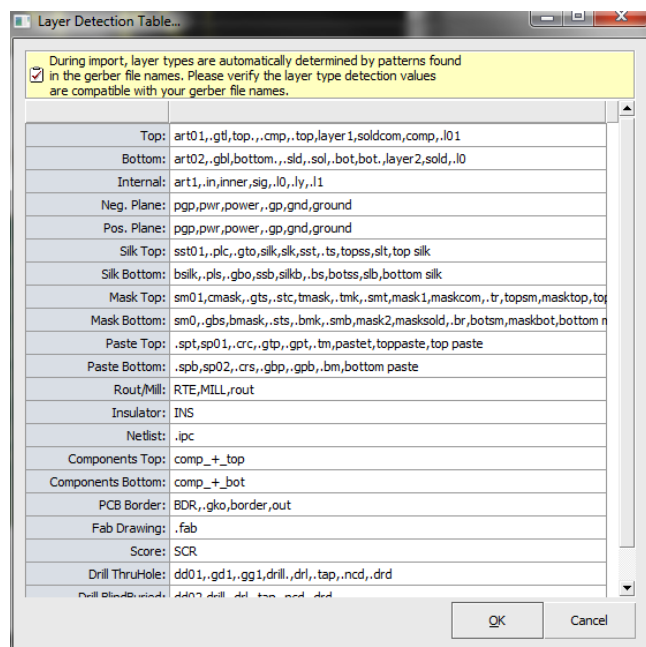 Layer Detection Table...
During import, layer types are automatically determined by patterns found
in the gerber file names. Please verify the layer type detection values
are compatible with your gerber file names.
Top: art01,.gtl,top.,.cmp,.top,layer1,soldcom,comp,.l01
Bottom: art02,.gbl,bottom.,.sld,.sol,.bot,bot.,layer2,sold,.l0
Internal: art1,.in,inner,sig,.l0,.ly,.l1
Neg. Plane: pgp,pwr,power,.gp,gnd,ground
Pos. Plane: pgp,pwr,power,.gp,gnd,ground
Silk Top: sst01,.plc,.gto,silk,slk,sst,.ts,topss,slt,top silk
Silk Bottom: bsilk,.pls,.gbo,ssb,silkb,.bs,botss,slb,bottom silk
Mask Top: sm01,cmask,.gts,.stc,tmask,.tmk,.smt,mask1,maskcom,.tr,topsm,masktop,top
Mask Bottom: sm0,.gbs,bmask,.sts,.bmk,.smb,mask2,masksold,.br,botsm,maskbot,bottom
Paste Top: .spt,sp01,.crc,.gtp,.gpt,.tm,pastet,toppaste,top paste
Paste Bottom: .spb,sp02,.crs,.gbp,.gpb,.bm,bottom paste
Rout/Mill: RTE,MILL,rout
Insulator: INS
Netlist: .ipc
Components Top: comp_+_top
Components Bottom: comp_+_bot
PCB Border: BDR,.gko,border,out
Fab Drawing: .fab
Score: SCR
Drill ThruHole: dd01,.gd1,.gg1,drill.,drl,.tap,.ncd,.drd
OK
Cancel